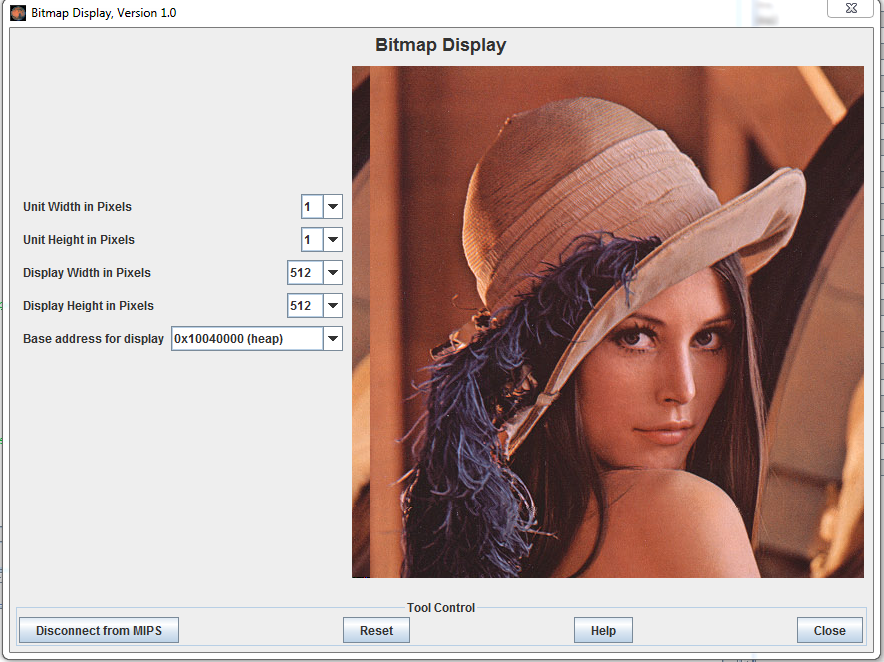 Bitmap Display, Version 1.0
Bitmap Display
Unit Width in Pixels 1
Unit Height in Pixels 1
Display Width in Pixels 512
Display Height in Pixels 512
Base address for display 0x10040000 (heap)
Tool Control
Disconnect from MIPS Reset Help Close